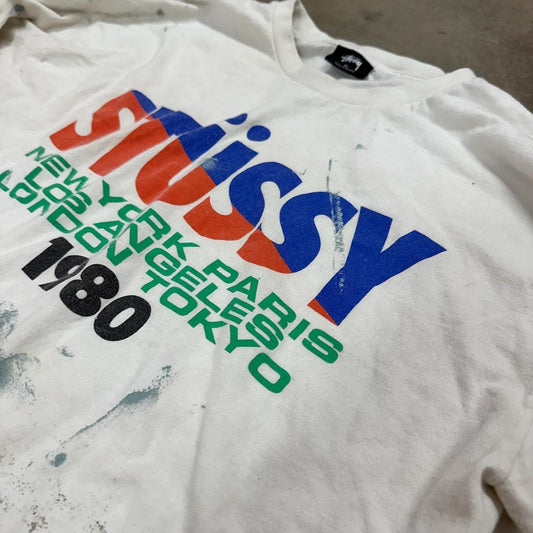 STÜSSY
NEW YORK PARIS
LOS ANGELES
LONDON TOKYO
1980